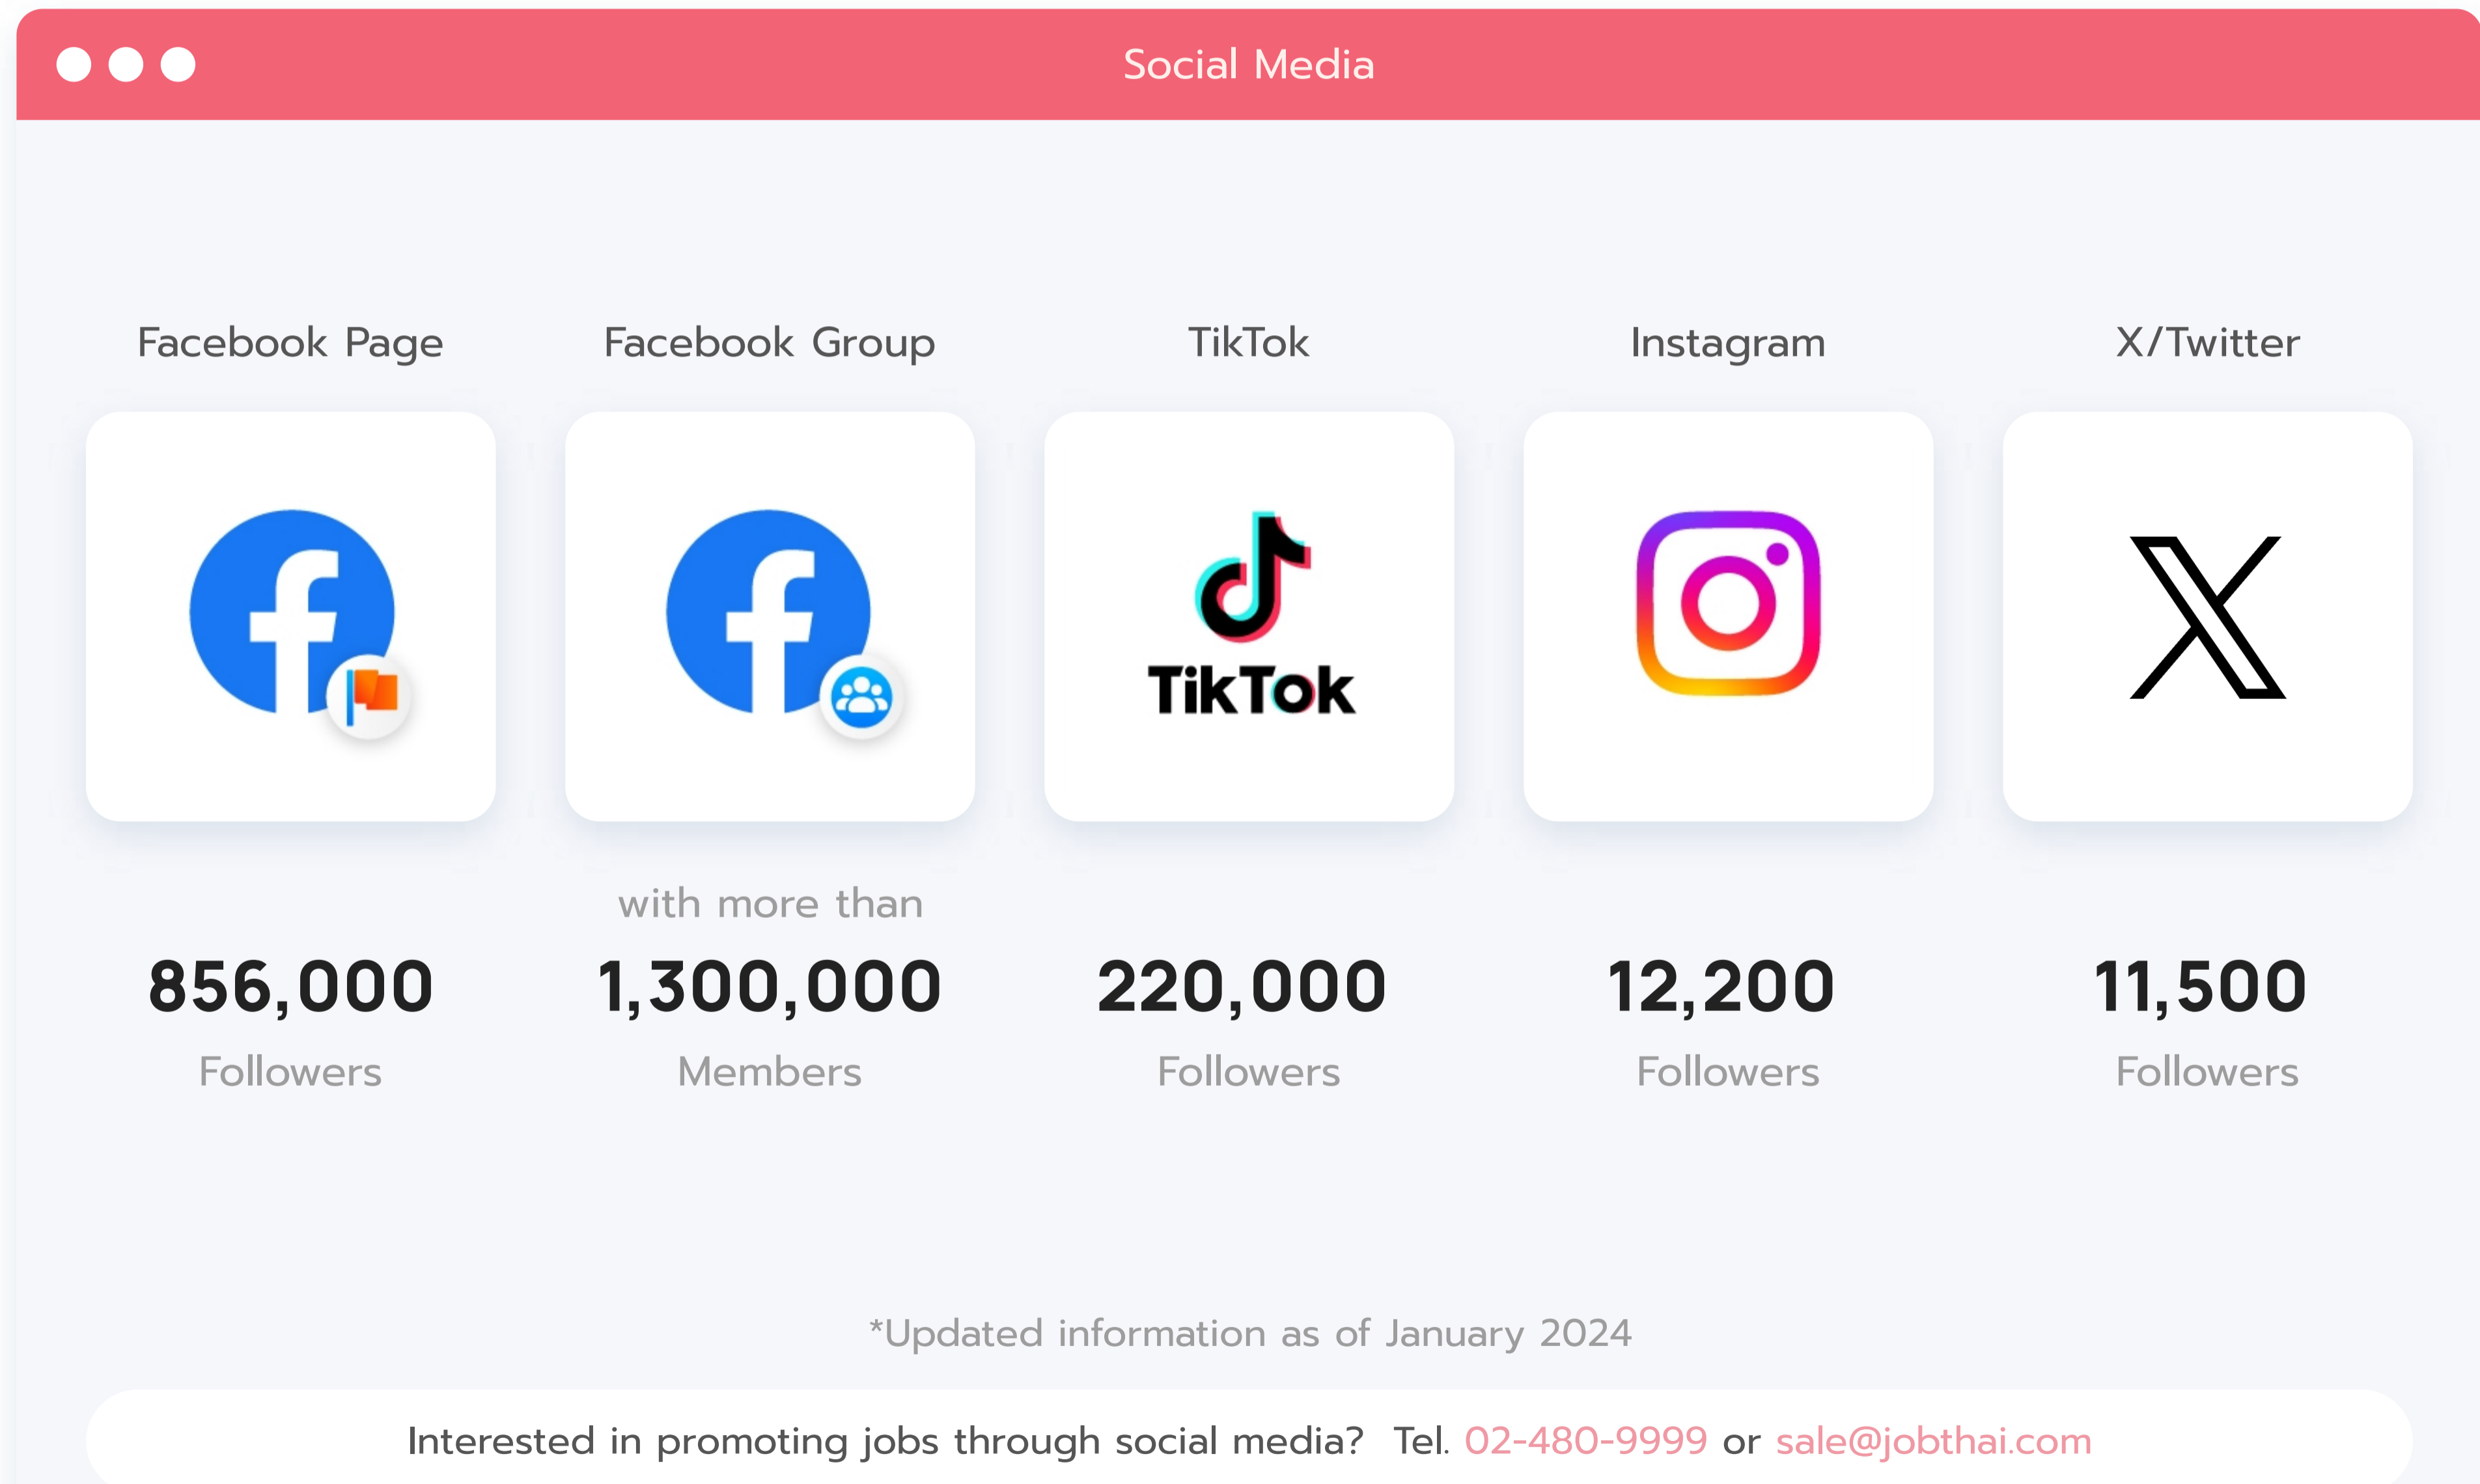 Social Media
Facebook Page
Facebook Group
TikTok
Instagram
X/Twitter
TikTok
with more than
856,000
1,300,000
220,000
12,200
11,500
Followers
Members
Followers
Followers
Followers
*Updated information as of January 2024
Interested in promoting jobs through social media? Tel. 02-480-9999 or sale@jobthai.com